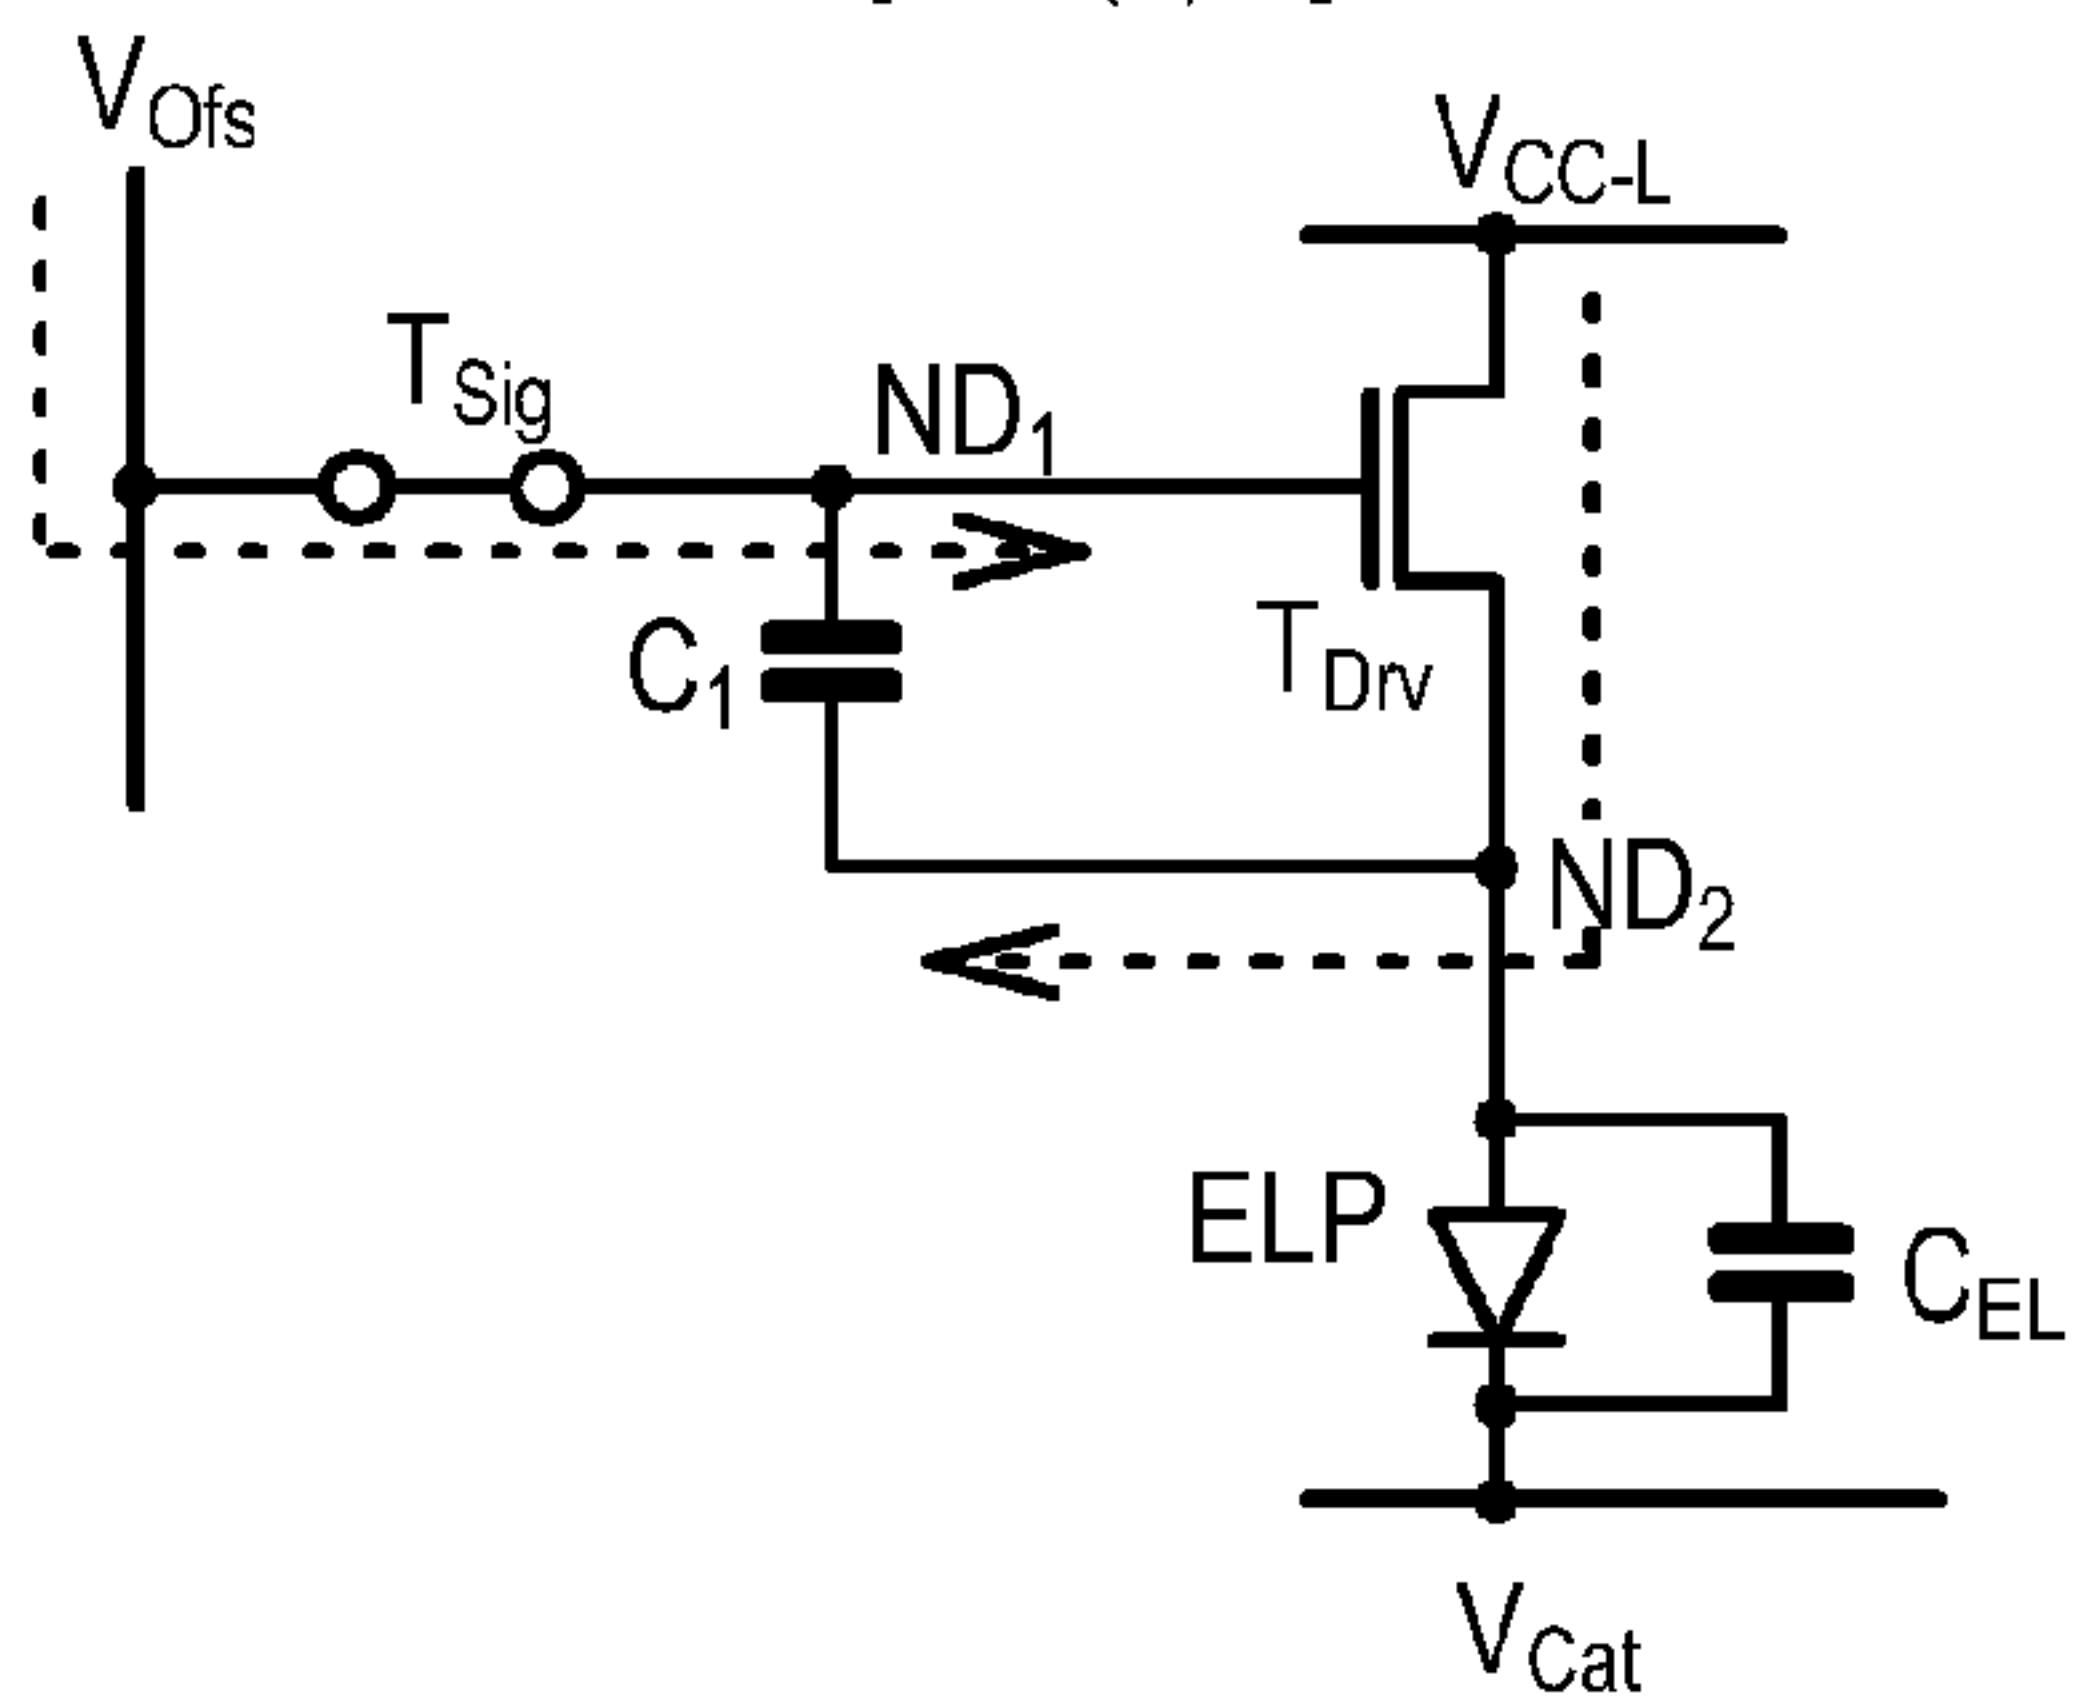 VOfs
VCC-L
TSig
ND1
C1
TDrv
ND2
ELP
CEL
VCat